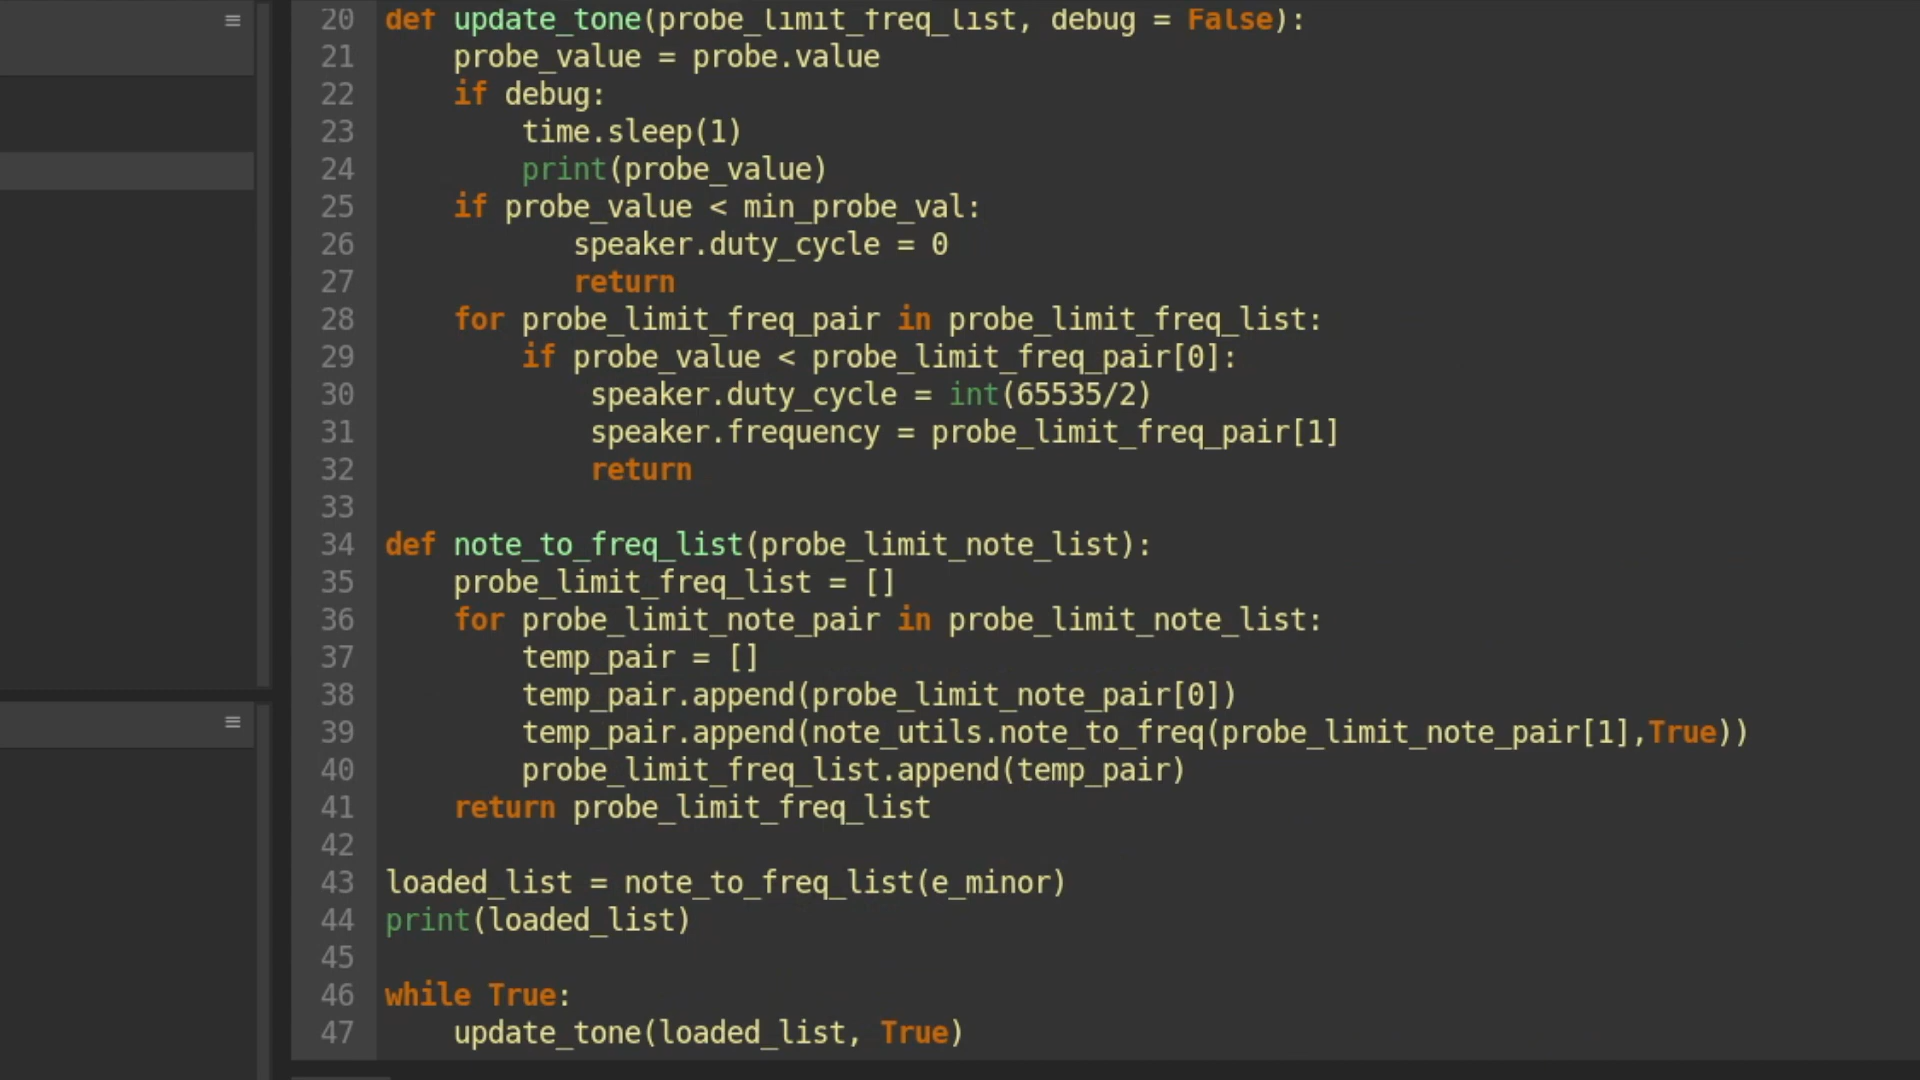 20 def update_tone(probe_limit_freq_list, debug = False):
21     probe_value = probe.value
22     if debug:
23         time.sleep(1)
24         print(probe_value)
25     if probe_value < min_probe_val:
26            speaker.duty_cycle = 0
27            return
28     for probe_limit_freq_pair in probe_limit_freq_list:
29         if probe_value < probe_limit_freq_pair[0]:
30             speaker.duty_cycle = int(65535/2)
31             speaker.frequency = probe_limit_freq_pair[1]
32             return
33
34 def note_to_freq_list(probe_limit_note_list):
35     probe_limit_freq_list = []
36     for probe_limit_note_pair in probe_limit_note_list:
37         temp_pair = []
38         temp_pair.append(probe_limit_note_pair[0])
39         temp_pair.append(note_utils.note_to_freq(probe_limit_note_pair[1],True))
40         probe_limit_freq_list.append(temp_pair)
41     return probe_limit_freq_list
42
43 loaded_list = note_to_freq_list(e_minor)
44 print(loaded_list)
45
46 while True:
47     update_tone(loaded_list, True)